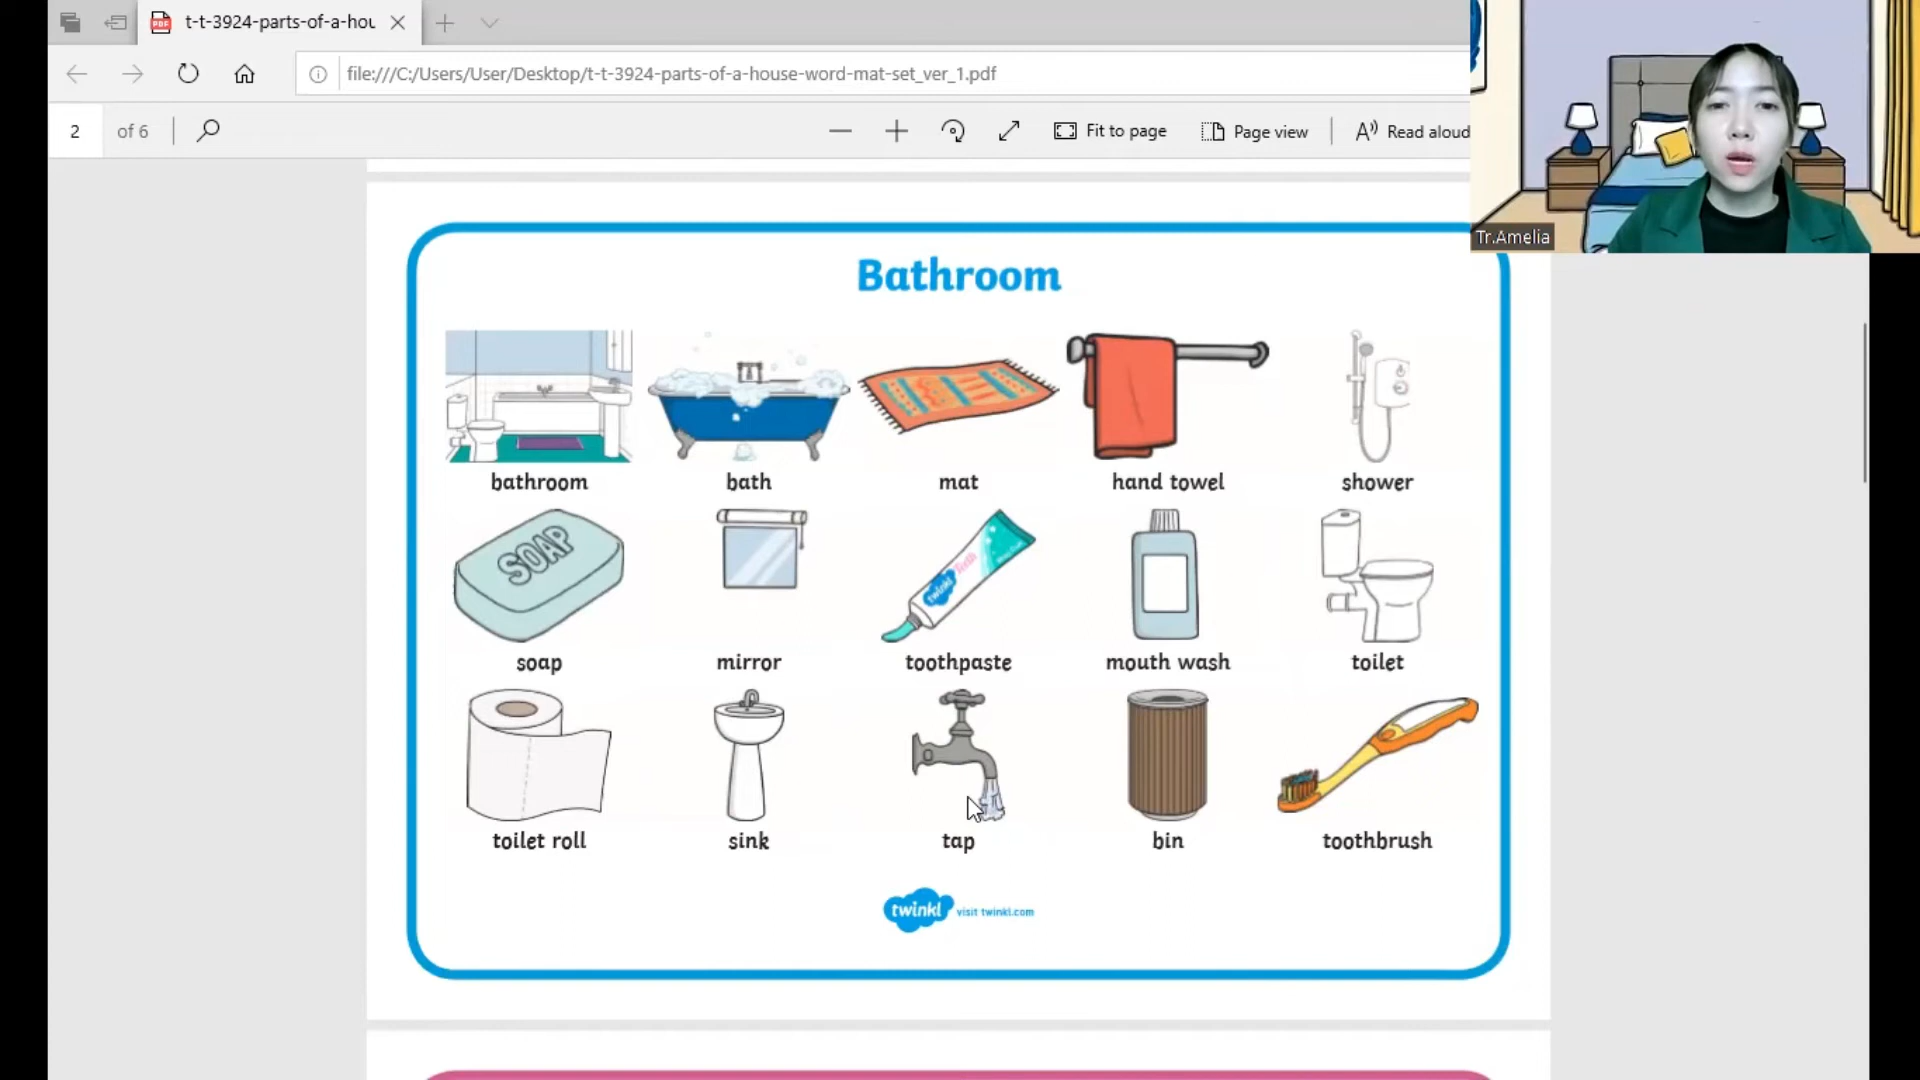 t-t-3924-parts-of-a-hou
file:///C:/Users/User/Desktop/t-t-3924-parts-of-a-house-word-mat-set_ver_1.pdf
2 of 6
Fit to page
Page view
Read aloud
Tr.Amelia
Bathroom
bathroom
bath
mat
hand towel
shower
SOAP
twinkl
soap
mirror
toothpaste
mouth wash
toilet
toilet roll
sink
tap
bin
toothbrush
twinkl visit twinkl.com